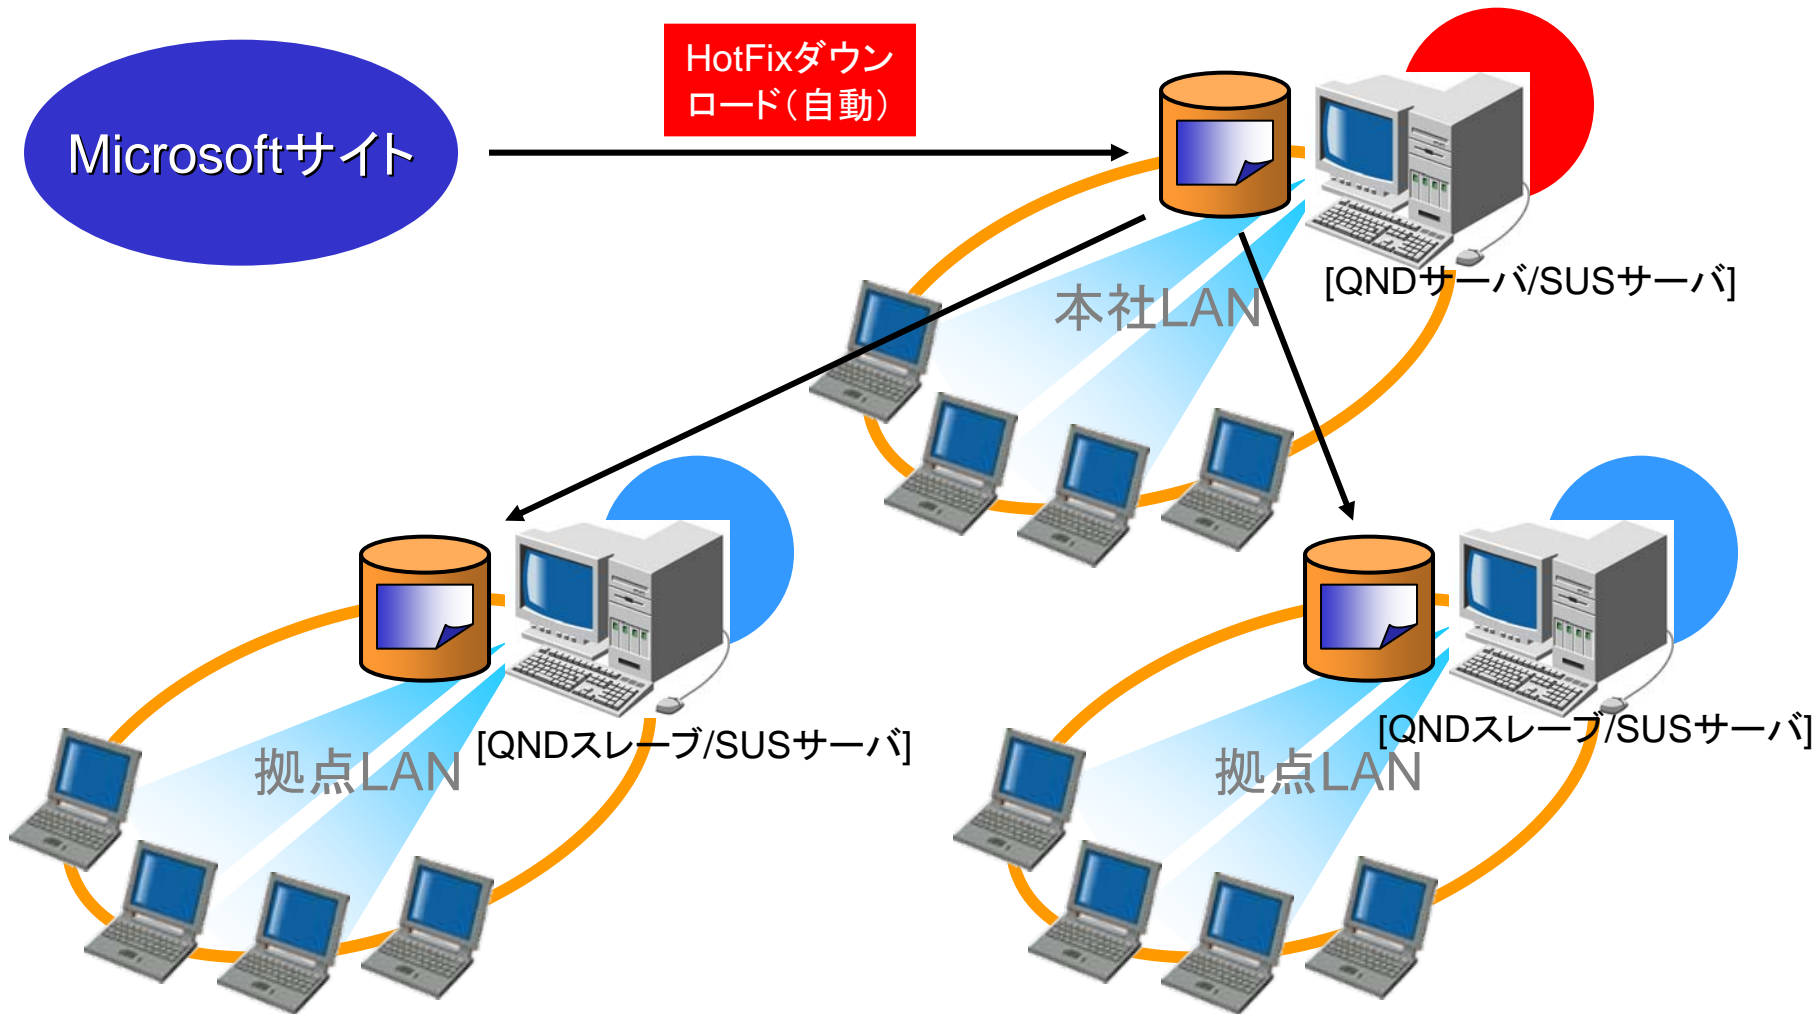 HotFixダウン
ロード（自動）
Microsoftサイト
[QNDサーバ/SUSサーバ]
本社LAN
[QNDスレーブ/SUSサーバ]
拠点LAN
[QNDスレーブ/SUSサーバ]
拠点LAN